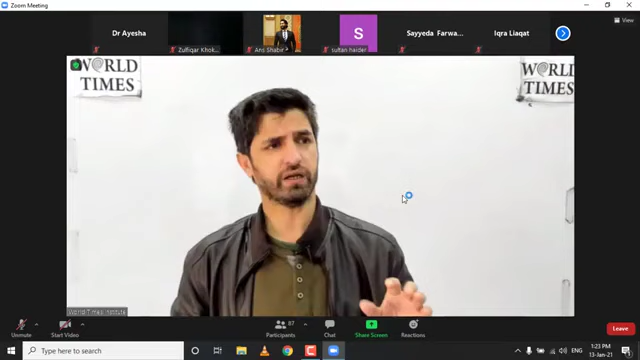 Zoom Meeting
View
Dr Ayesha
Zulfiqar Khok...
Ans Shabir
S
sultan haider
Sayyeda Farwa...
Iqra Liaqat
W@RLD
TIMES
W@RLD
TIMES
World Times Institute
Unmute
Start Video
Participants
87
Chat
Share Screen
Reactions
Leave
Type here to search
ENG
1:23 PM
13-Jan-21